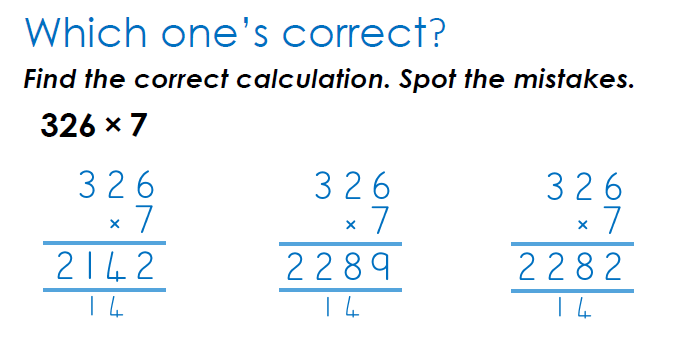 Which one's correct?
Find the correct calculation. Spot the mistakes.
326 × 7
326 326 326
× 7 × 7 × 7
2142 2289 2282
14 14 14